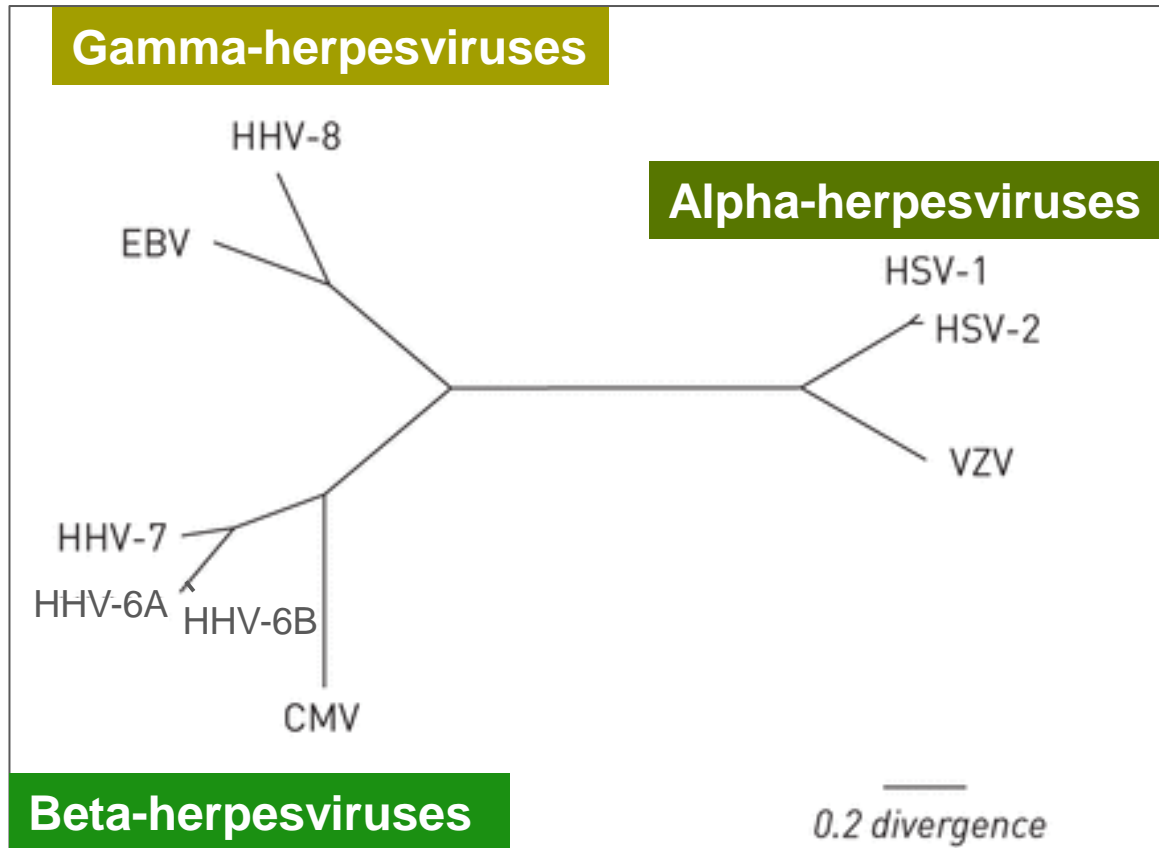 Gamma-herpesviruses
HHV-8
EBV
Alpha-herpesviruses
HSV-1
HSV-2
VZV
HHV-7
HHV-6A
HHV-6B
CMV
Beta-herpesviruses
0.2 divergence